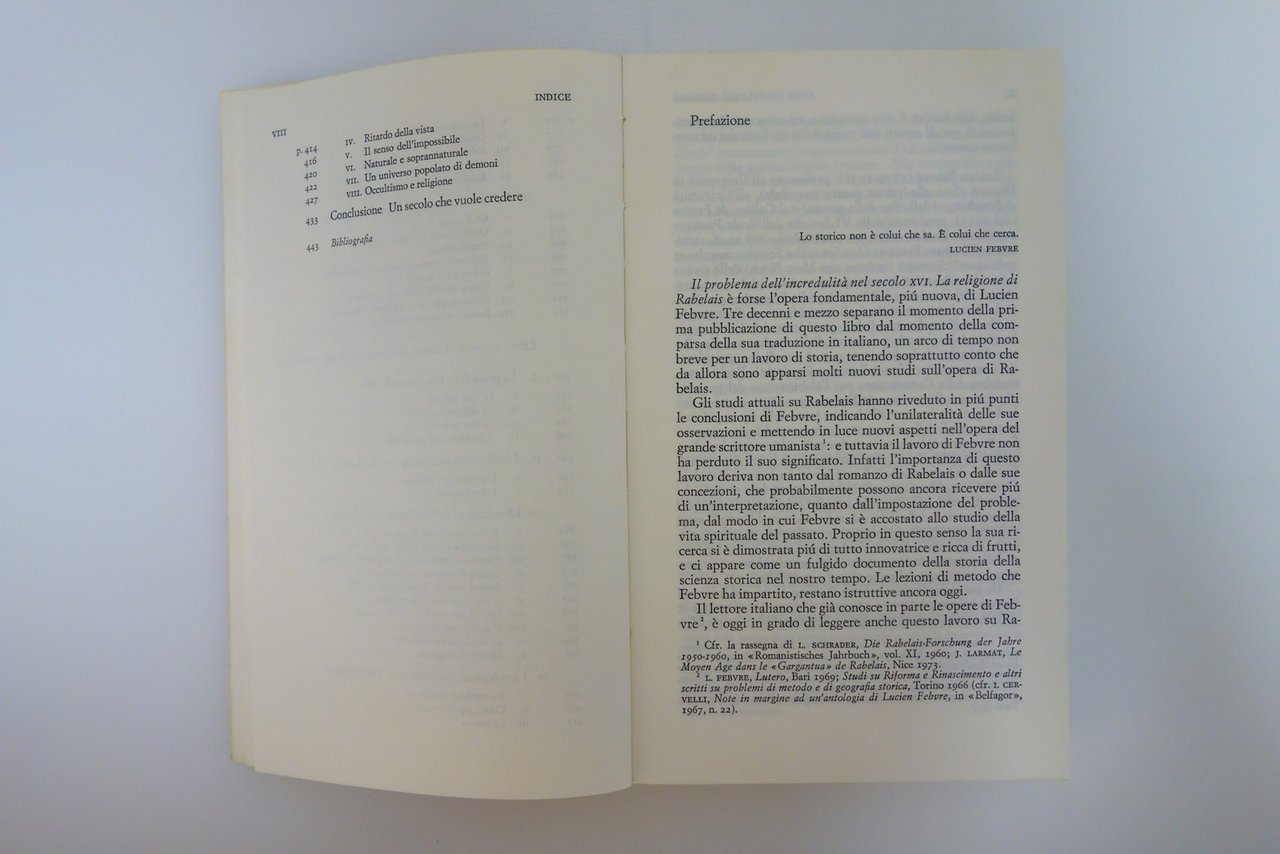 VIII INDICE
p. 414 IV. Ritardo della vista
416 V. Il senso dell'impossibile
420 VI. Naturale e soprannaturale
422 VII. Un universo popolato di demoni
427 VIII. Occultismo e religione
433 Conclusione Un secolo che vuole credere
443 Bibliografia
Prefazione
Lo storico non è colui che sa. È colui che cerca.
LUCIEN FEBVRE
Il problema dell'incredulità nel secolo XVI. La religione di
Rabelais è forse l'opera fondamentale, piú nuova, di Lucien
Febvre. Tre decenni e mezzo separano il momento della pri-
ma pubblicazione di questo libro dal momento della com-
parsa della sua traduzione in italiano, un arco di tempo non
breve per un lavoro di storia, tenendo soprattutto conto che
da allora sono apparsi molti nuovi studi sull'opera di Ra-
belais.
Gli studi attuali su Rabelais hanno riveduto in piú punti
le conclusioni di Febvre, indicando l'unilateralità delle sue
osservazioni e mettendo in luce nuovi aspetti nell'opera del
grande scrittore umanista¹: e tuttavia il lavoro di Febvre non
ha perduto il suo significato. Infatti l'importanza di questo
lavoro deriva non tanto dal romanzo di Rabelais o dalle sue
concezioni, che probabilmente possono ancora ricevere piú
di un'interpretazione, quanto dall'impostazione del proble-
ma, dal modo in cui Febvre si è accostato allo studio della
vita spirituale del passato. Proprio in questo senso la sua ri-
cerca si è dimostrata piú di tutto innovatrice e ricca di frutti,
e ci appare come un fulgido documento della storia della
scienza storica nel nostro tempo. Le lezioni di metodo che
Febvre ha impartito, restano istruttive ancora oggi.
Il lettore italiano che già conosce in parte le opere di Feb-
vre², è oggi in grado di leggere anche questo lavoro su Ra-
¹ Cfr. la rassegna di L. SCHRADER, Die Rabelais-Forschung der Jahre
1950-1960, in «Romanistisches Jahrbuch», vol. XI, 1960; J. LARMAT, Le
Moyen Age dans le «Gargantua» de Rabelais, Nice 1973.
² L. FEBVRE, Lutero, Bari 1969; Studi su Riforma e Rinascimento e altri
scritti su problemi di metodo e di geografia storica, Torino 1966 (cfr. I. CER-
VELLI, Note in margine ad un'antologia di Lucien Febvre, in «Belfagor»,
1967, n. 22).